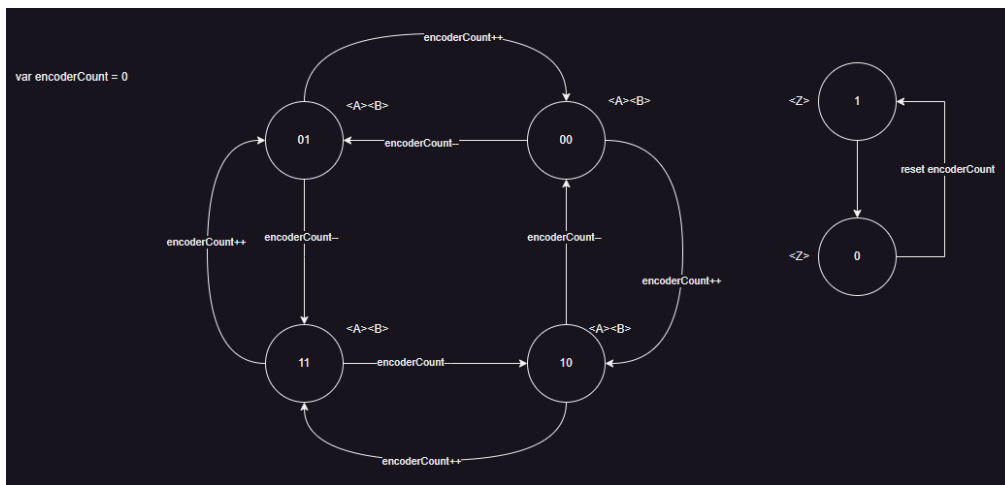 encoderCount++
var encoderCount = 0
<A><B>
<A><B>
<Z>
1
01
encoderCount--
00
reset encoderCount
encoderCount++
encoderCount--
encoderCount--
<Z>
0
encoderCount++
<A><B>
<A><B>
11
encoderCount--
10
encoderCount++